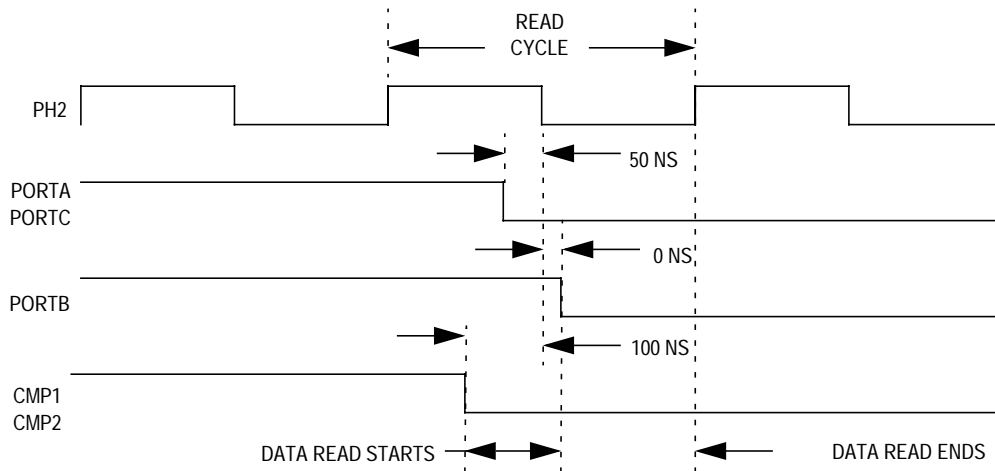 READ
CYCLE
PH2
50 NS
PORTA
PORTC
0 NS
PORTB
100 NS
CMP1
CMP2
DATA READ STARTS
DATA READ ENDS